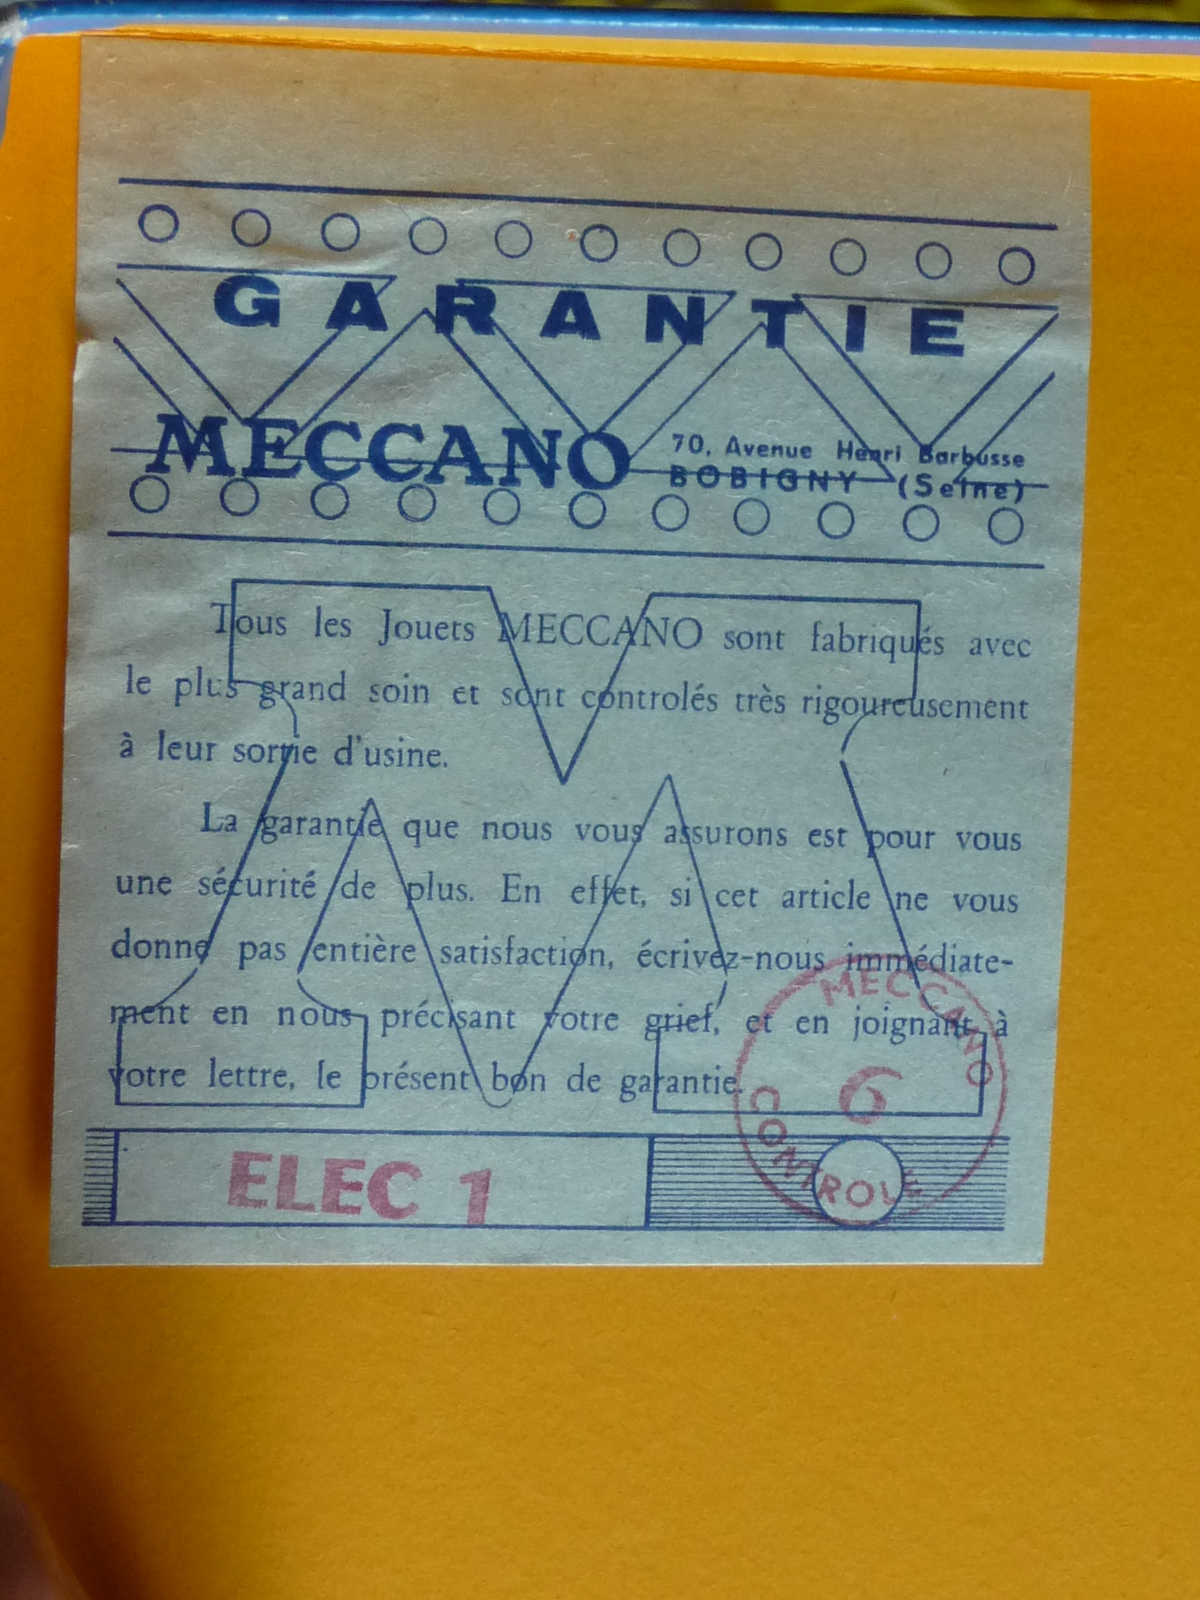 GARANTIE
MECCANO
70, Avenue Henri Barbusse
BOBIGNY (Seine)
Tous les Jouets MECCANO sont fabriqués avec
le plus grand soin et sont controlés très rigoureusement
à leur sortie d'usine.
La garantie que nous vous assurons est pour vous
une sécurité de plus. En effet, si cet article ne vous
donne pas entière satisfaction, écrivez-nous immédiate-
ment en nous précisant votre grief, et en joignant à
votre lettre, le présent bon de garantie.
MECCANO
6
CONTROLE
ELEC 1